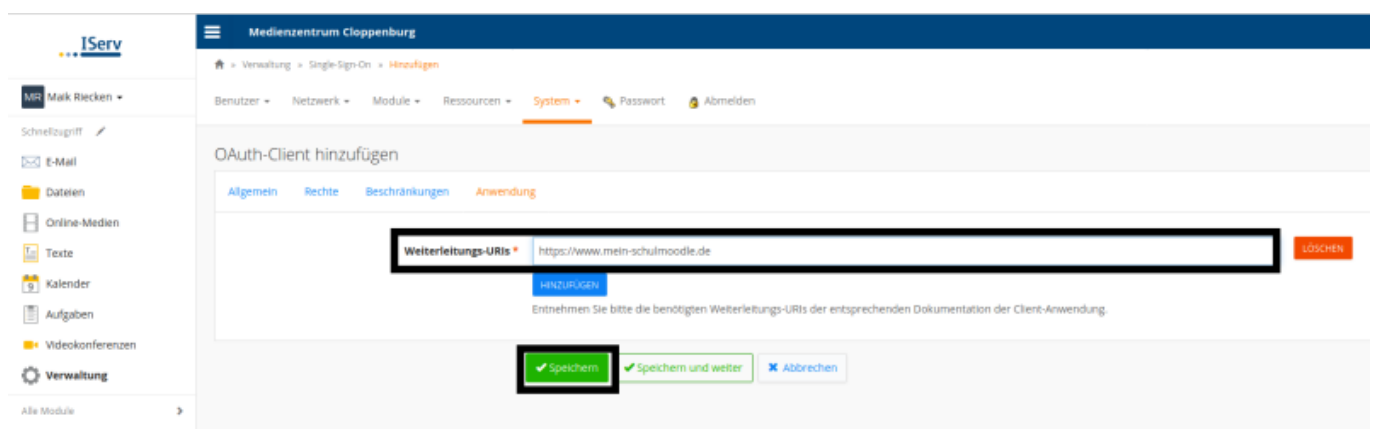 IServ
Medienzentrum Cloppenburg
» Verwaltung » Single-Sign-On » Hinzufügen
MR Maik Riecken
Benutzer Netzwerk Module Ressourcen System Passwort Abmelden
Schnellzugriff
OAuth-Client hinzufügen
E-Mail
Dateien
Allgemein Rechte Beschränkungen Anwendung
Online-Medien
Texte
Weiterleitungs-URIs * https://www.mein-schulmoodle.de LÖSCHEN
9 Kalender
HINZUFÜGEN
Entnehmen Sie bitte die benötigten Weiterleitungs-URIs der entsprechenden Dokumentation der Client-Anwendung.
Aufgaben
Videokonferenzen
Verwaltung
Speichern Speichern und weiter Abbrechen
Alle Module